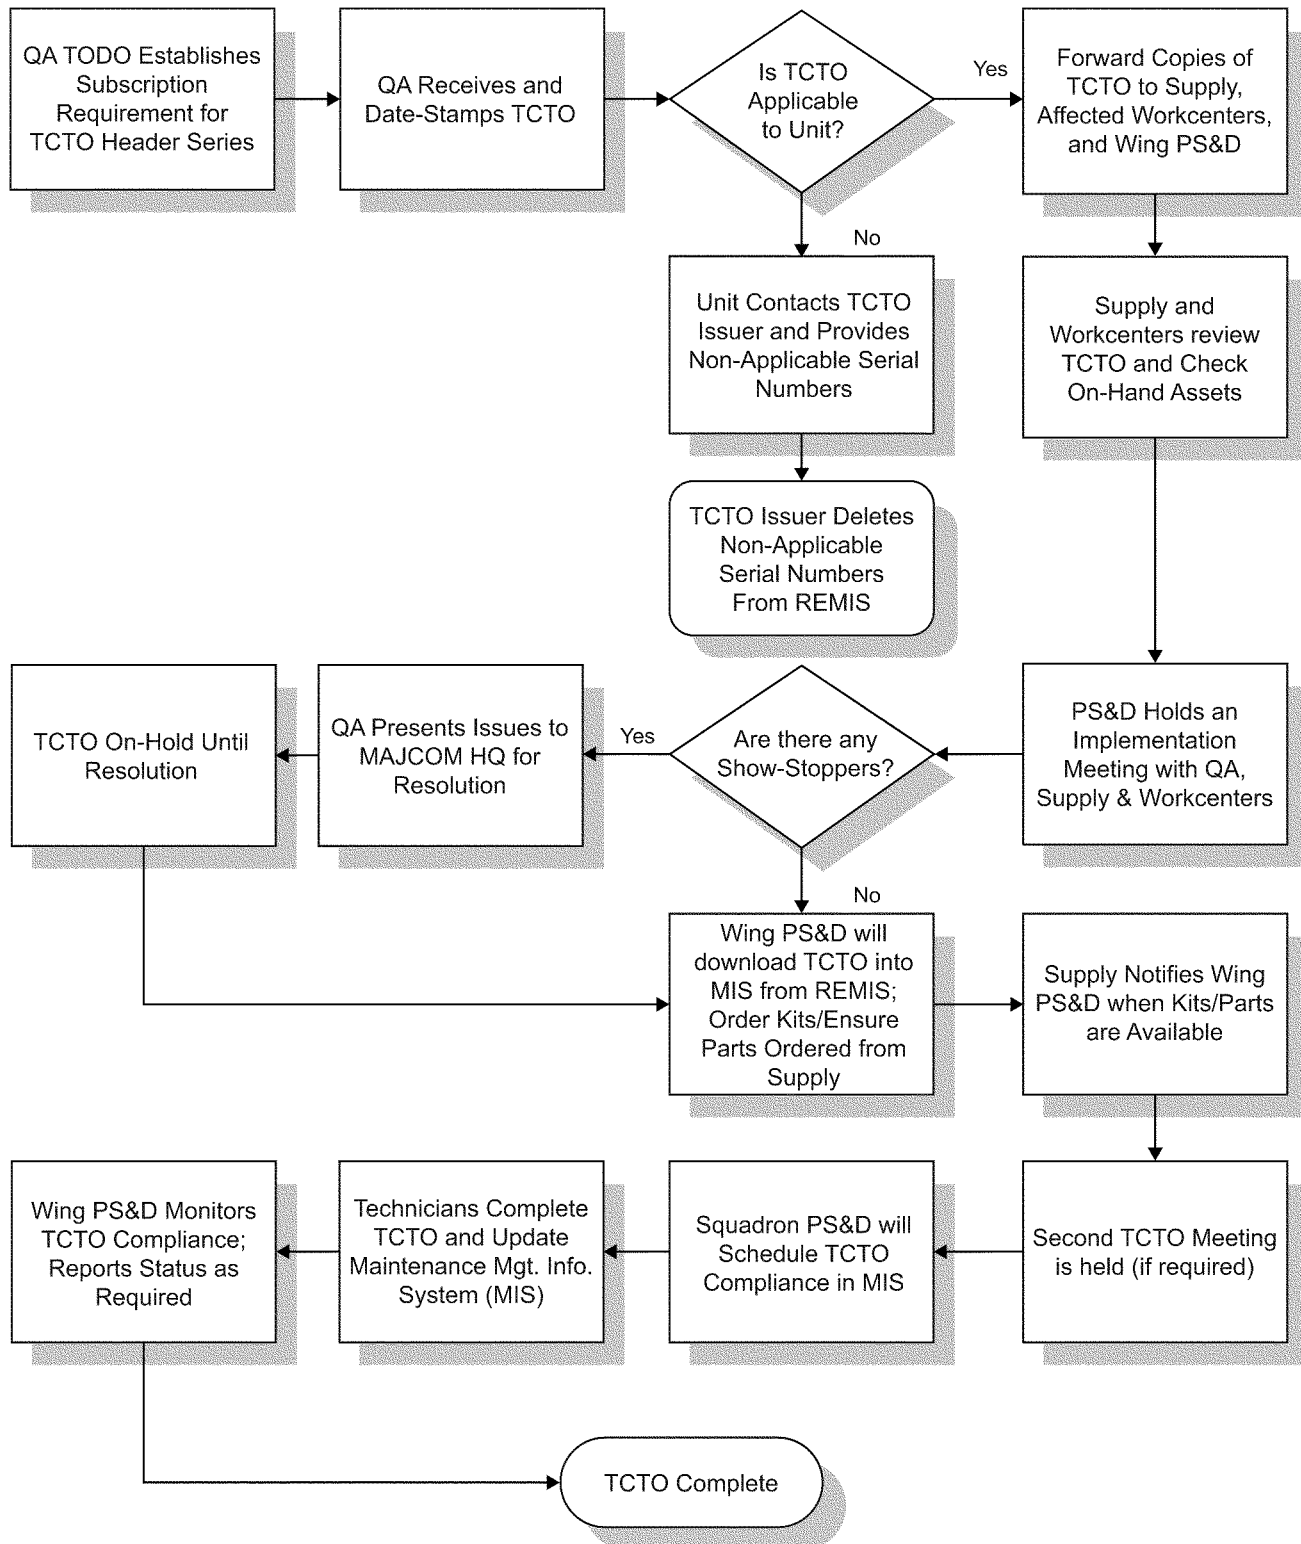 QA TODO Establishes
Subscription
Requirement for
TCTO Header Series
QA Receives and
Date-Stamps TCTO
Is TCTO
Applicable
to Unit?
Yes
Forward Copies of
TCTO to Supply,
Affected Workcenters,
and Wing PS&D
No
Unit Contacts TCTO
Issuer and Provides
Non-Applicable Serial
Numbers
Supply and
Workcenters review
TCTO and Check
On-Hand Assets
TCTO Issuer Deletes
Non-Applicable
Serial Numbers
From REMIS
PS&D Holds an
Implementation
Meeting with QA,
Supply & Workcenters
Are there any
Show-Stoppers?
Yes
QA Presents Issues to
MAJCOM HQ for
Resolution
TCTO On-Hold Until
Resolution
No
Wing PS&D will
download TCTO into
MIS from REMIS;
Order Kits/Ensure
Parts Ordered from
Supply
Supply Notifies Wing
PS&D when Kits/Parts
are Available
Second TCTO Meeting
is held (if required)
Squadron PS&D will
Schedule TCTO
Compliance in MIS
Technicians Complete
TCTO and Update
Maintenance Mgt. Info.
System (MIS)
Wing PS&D Monitors
TCTO Compliance;
Reports Status as
Required
TCTO Complete